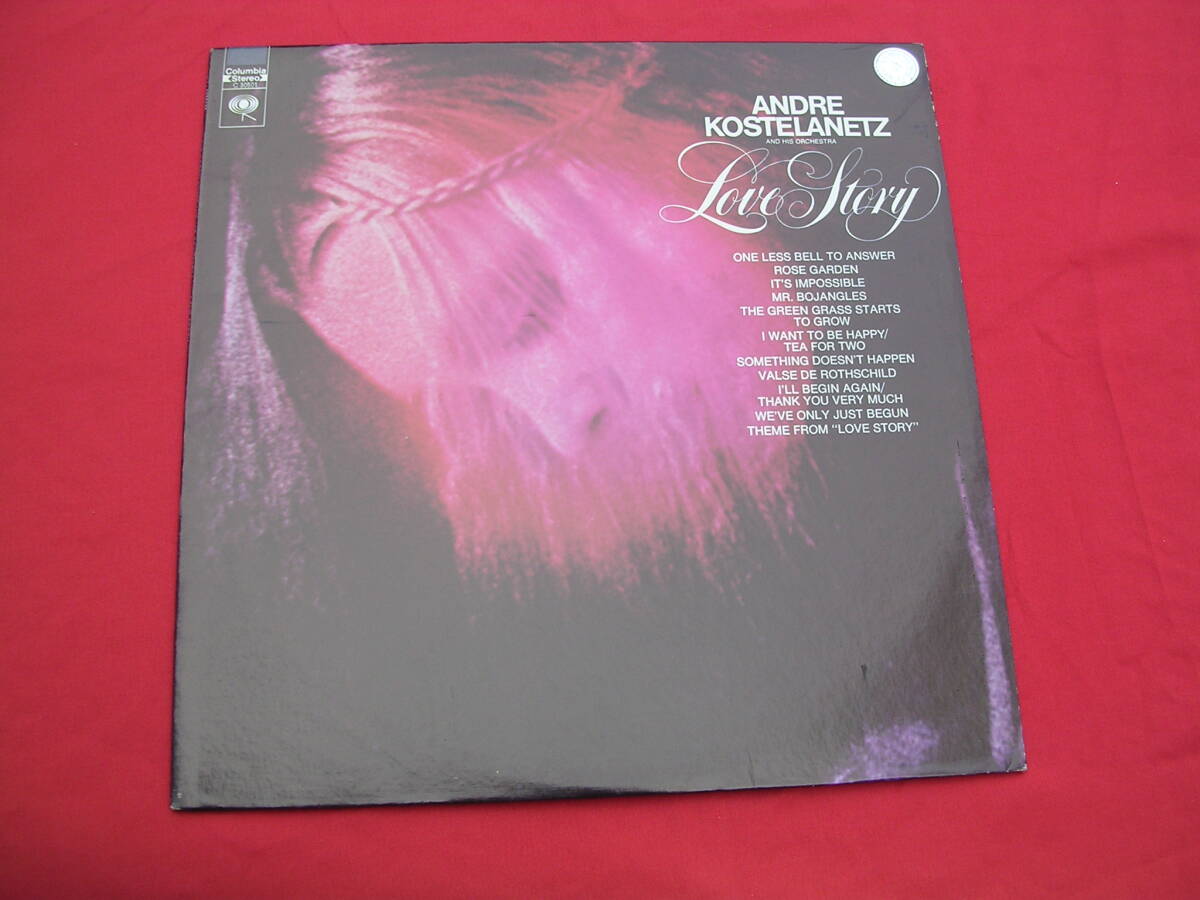 Columbia
Stereo
C 30501
ANDRE
KOSTELANETZ
AND HIS ORCHESTRA
Love Story
ONE LESS BELL TO ANSWER
ROSE GARDEN
IT'S IMPOSSIBLE
MR. BOJANGLES
THE GREEN GRASS STARTS
TO GROW
I WANT TO BE HAPPY/
TEA FOR TWO
SOMETHING DOESN'T HAPPEN
VALSE DE ROTHSCHILD
I'LL BEGIN AGAIN/
THANK YOU VERY MUCH
WE'VE ONLY JUST BEGUN
THEME FROM "LOVE STORY"